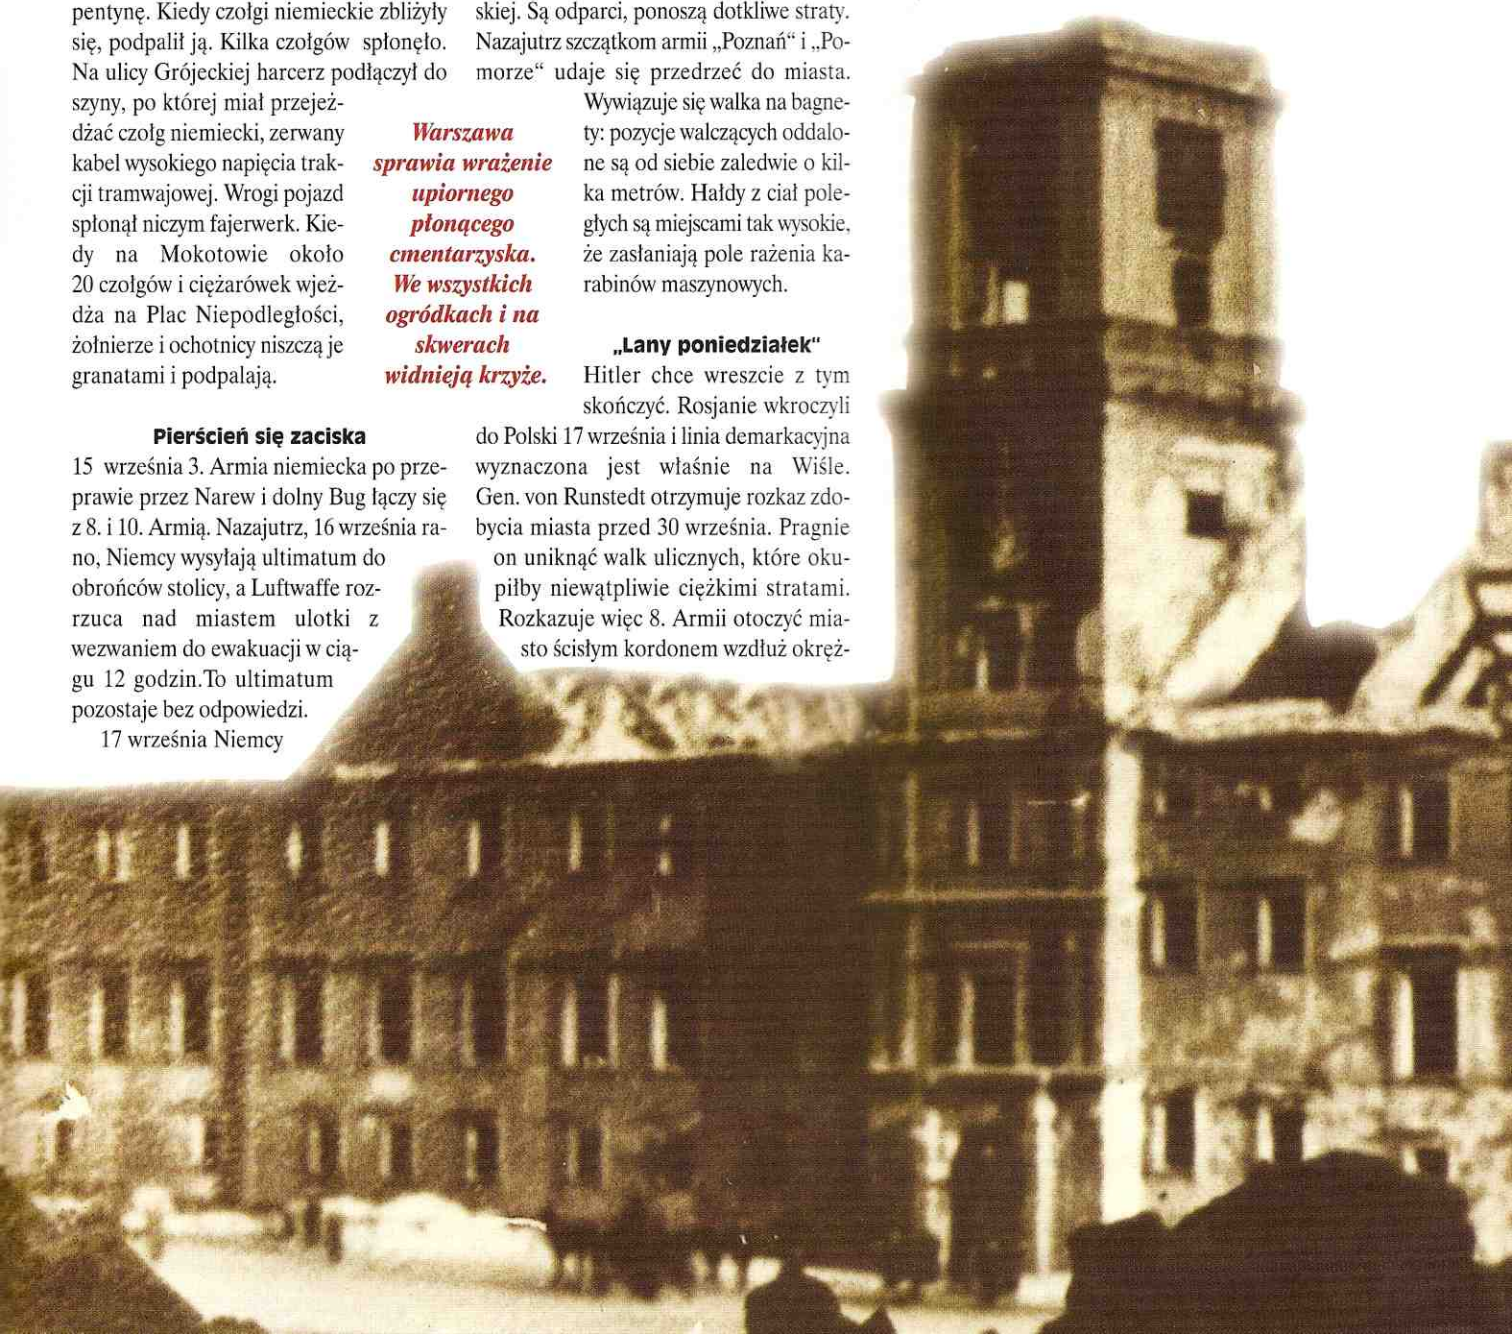 pentynę. Kiedy czołgi niemieckie zbliżyły
się, podpalił ją. Kilka czołgów spłonęło.
Na ulicy Grójeckiej harcerz podłączył do
szyny, po której miał przejeż-
dżać czołg niemiecki, zerwany
kabel wysokiego napięcia trak-
cji tramwajowej. Wrogi pojazd
spłonął niczym fajerwerk. Kie-
dy na Mokotowie około
20 czołgów i ciężarówek wjeż-
dża na Plac Niepodległości,
żołnierze i ochotnicy niszczą je
granatami i podpalają.
Pierścień się zaciska
15 września 3. Armia niemiecka po prze-
prawie przez Narew i dolny Bug łączy się
z 8. i 10. Armią. Nazajutrz, 16 września ra-
no, Niemcy wysyłają ultimatum do
obrońców stolicy, a Luftwaffe roz-
rzuca nad miastem ulotki z
wezwaniem do ewakuacji w cią-
gu 12 godzin.To ultimatum
pozostaje bez odpowiedzi.
17 września Niemcy
Warszawa
sprawia wrażenie
upiornego
płonącego
cmentarzyska.
We wszystkich
ogródkach i na
skwerach
widnieją krzyże.
skiej. Są odparci, ponoszą dotkliwe straty.
Nazajutrz szczątkom armii „Poznań“ i „Po-
morze“ udaje się przedrzeć do miasta.
Wywiązuje się walka na bagne-
ty: pozycje walczących oddalo-
ne są od siebie zaledwie o kil-
ka metrów. Hałdy z ciał pole-
głych są miejscami tak wysokie,
że zasłaniają pole rażenia ka-
rabinów maszynowych.
„Lany poniedziałek“
Hitler chce wreszcie z tym
skończyć. Rosjanie wkroczyli
do Polski 17 września i linia demarkacyjna
wyznaczona jest właśnie na Wiśle.
Gen. von Runstedt otrzymuje rozkaz zdo-
bycia miasta przed 30 września. Pragnie
on uniknąć walk ulicznych, które oku-
piłby niewątpliwie ciężkimi stratami.
Rozkazuje więc 8. Armii otoczyć mia-
sto ścisłym kordonem wzdłuż okręż-